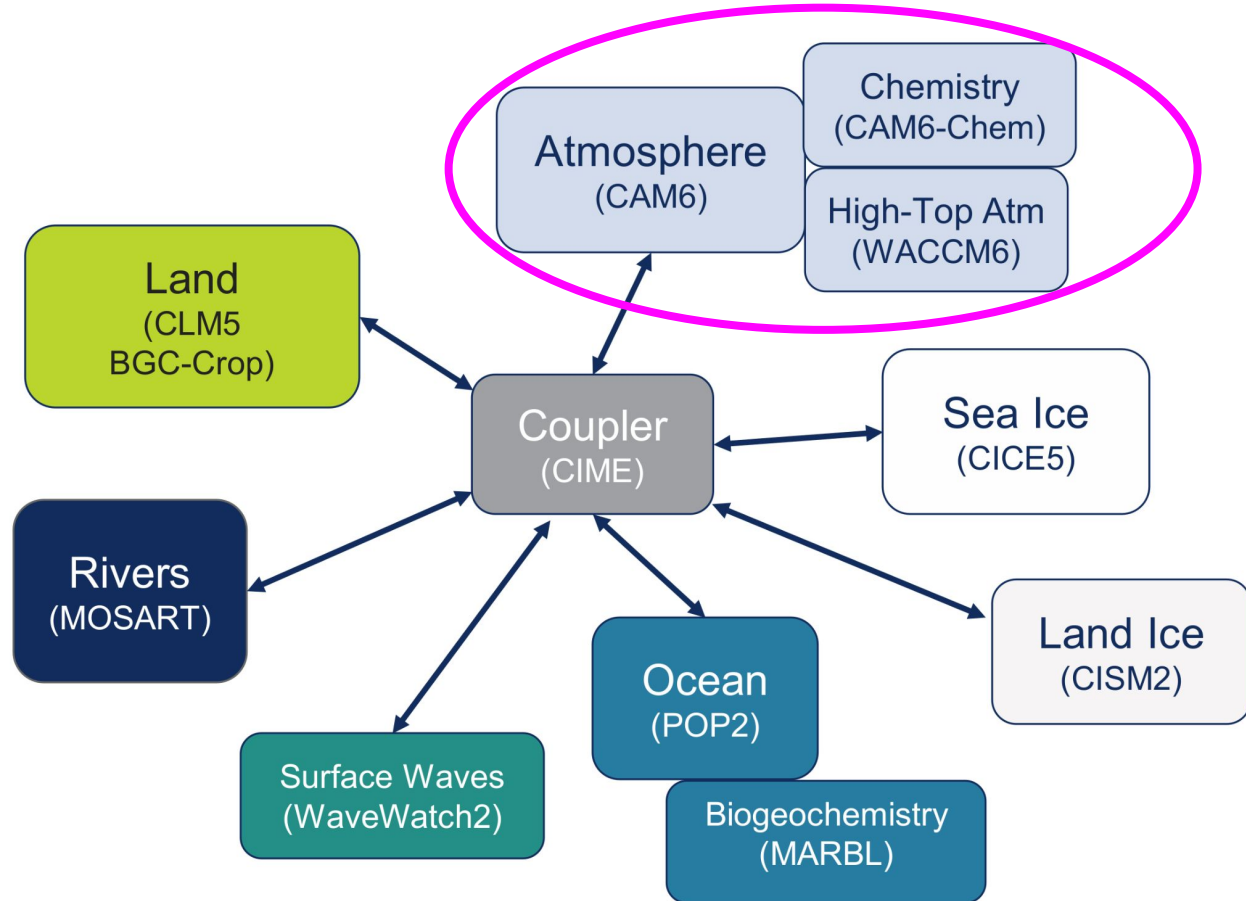 Chemistry
(CAM6-Chem)
Atmosphere
(CAM6)
High-Top Atm
(WACCM6)
Land
(CLM5
BGC-Crop)
Coupler
(CIME)
Sea Ice
(CICE5)
Rivers
(MOSART)
Land Ice
(CISM2)
Ocean
(POP2)
Surface Waves
(WaveWatch2)
Biogeochemistry
(MARBL)